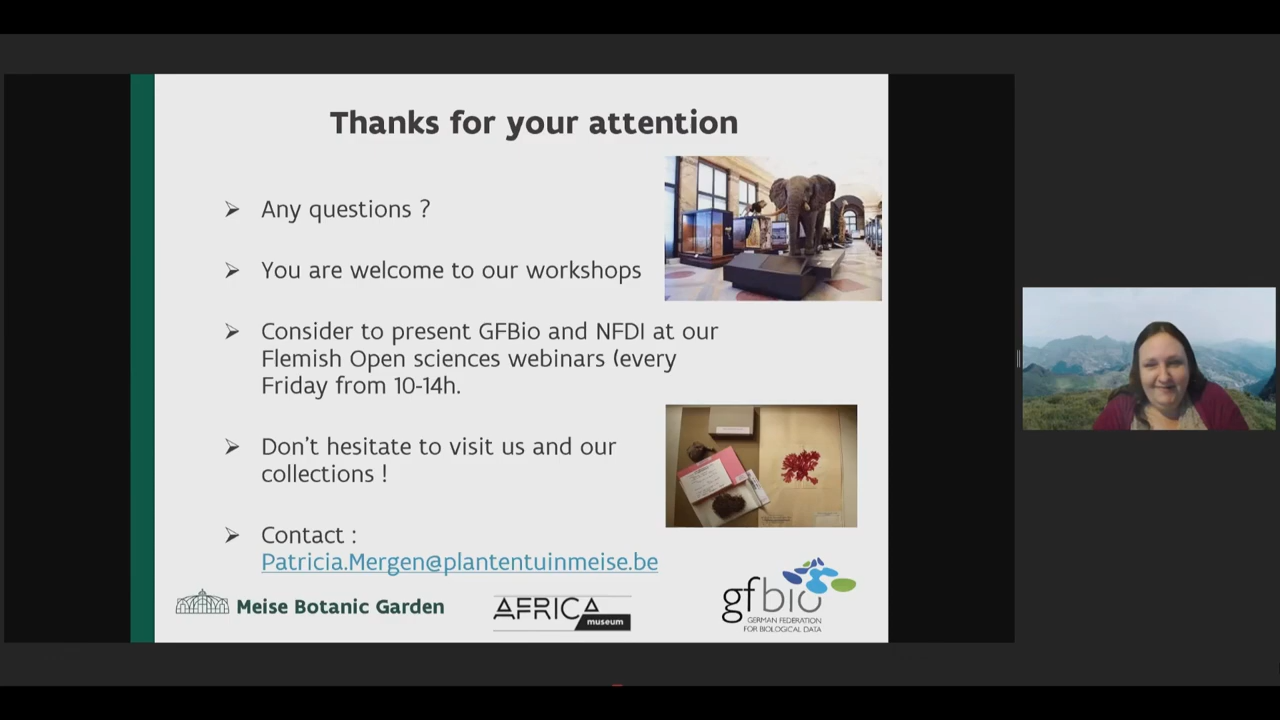 Thanks for your attention
Any questions ?
You are welcome to our workshops
Consider to present GFBio and NFDI at our
Flemish Open sciences webinars (every
Friday from 10-14h.
Don't hesitate to visit us and our
collections !
Contact :
Patricia.Mergen@plantentuinmeise.be
Meise Botanic Garden
AFRICA
museum
gfbio
GERMAN FEDERATION
FOR BIOLOGICAL DATA